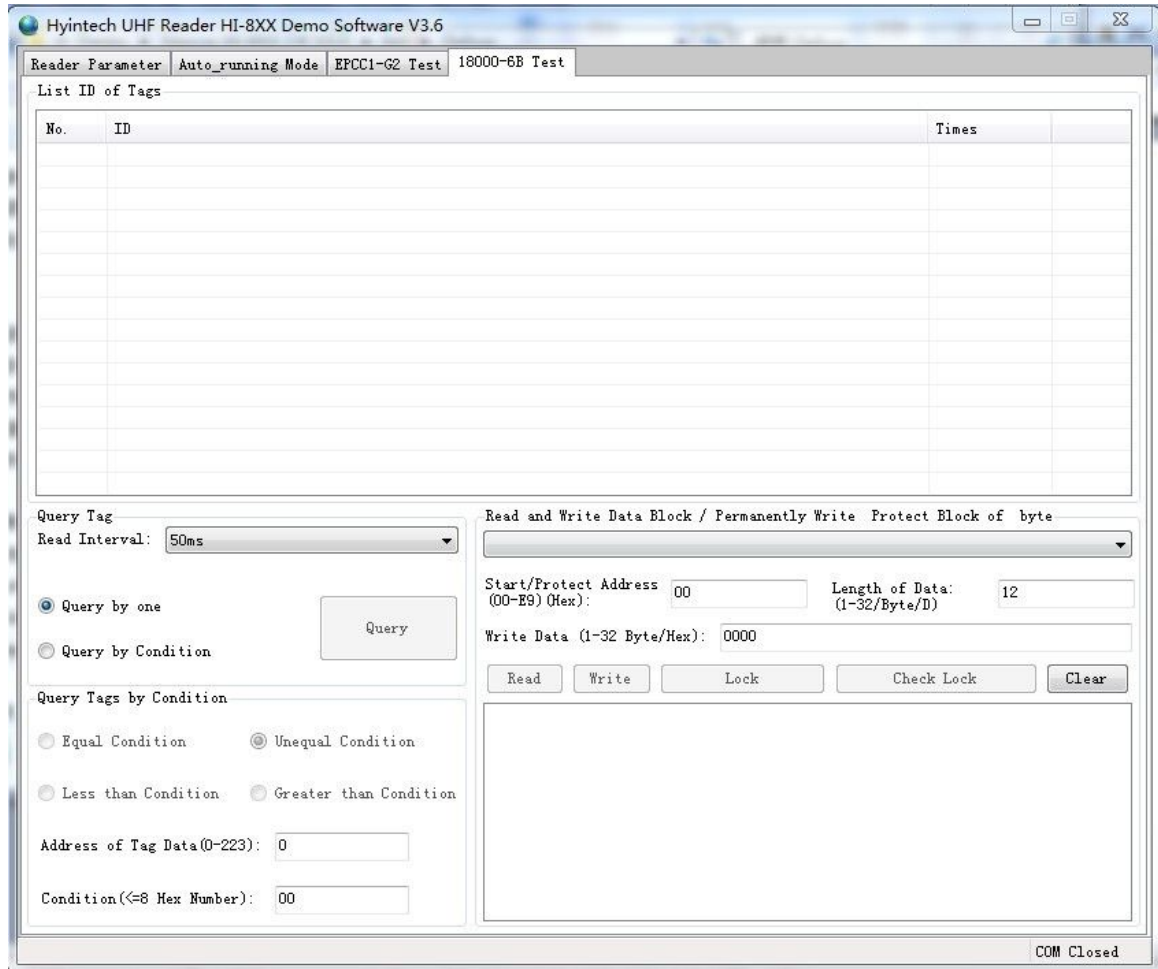 Hyintech UHF Reader HI-8XX Demo Software V3.6
Reader Parameter Auto_running Mode EPCC1-G2 Test 18000-6B Test
List ID of Tags
No. ID Times
Query Tag
Read Interval: 50ms
Query by one
Query by Condition
Query
Query Tags by Condition
Equal Condition Unequal Condition
Less than Condition Greater than Condition
Address of Tag Data(0-223): 0
Condition(<=8 Hex Number): 00
Read and Write Data Block / Permanently Write Protect Block of byte
Start/Protect Address
(00-E9)(Hex): 00
Length of Data:
(1-32/Byte/D) 12
Write Data (1-32 Byte/Hex): 0000
Read Write Lock Check Lock Clear
COM Closed